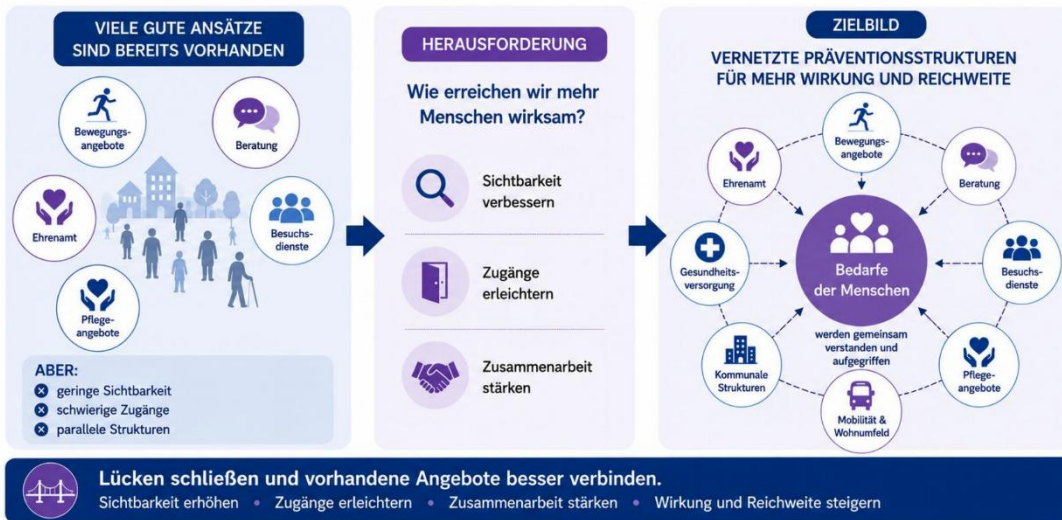 VIELE GUTE ANSÄTZE
SIND BEREITS VORHANDEN
Bewegungs-
angebote
Beratung
Ehrenamt
Besuchs-
dienste
Pflege-
angebote
ABER:
geringe Sichtbarkeit
schwierige Zugänge
parallele Strukturen
HERAUSFORDERUNG
Wie erreichen wir mehr
Menschen wirksam?
Sichtbarkeit
verbessern
Zugänge
erleichtern
Zusammenarbeit
stärken
ZIELBILD
VERNETZTE PRÄVENTIONSSTRUKTUREN
FÜR MEHR WIRKUNG UND REICHWEITE
Bewegungs-
angebote
Ehrenamt
Beratung
Gesundheits-
versorgung
Bedarfe
der Menschen
Besuchs-
dienste
werden gemeinsam
verstanden und
aufgegriffen
Kommunale
Strukturen
Pflege-
angebote
Mobilität &
Wohnumfeld
Lücken schließen und vorhandene Angebote besser verbinden.
Sichtbarkeit erhöhen • Zugänge erleichtern • Zusammenarbeit stärken • Wirkung und Reichweite steigern